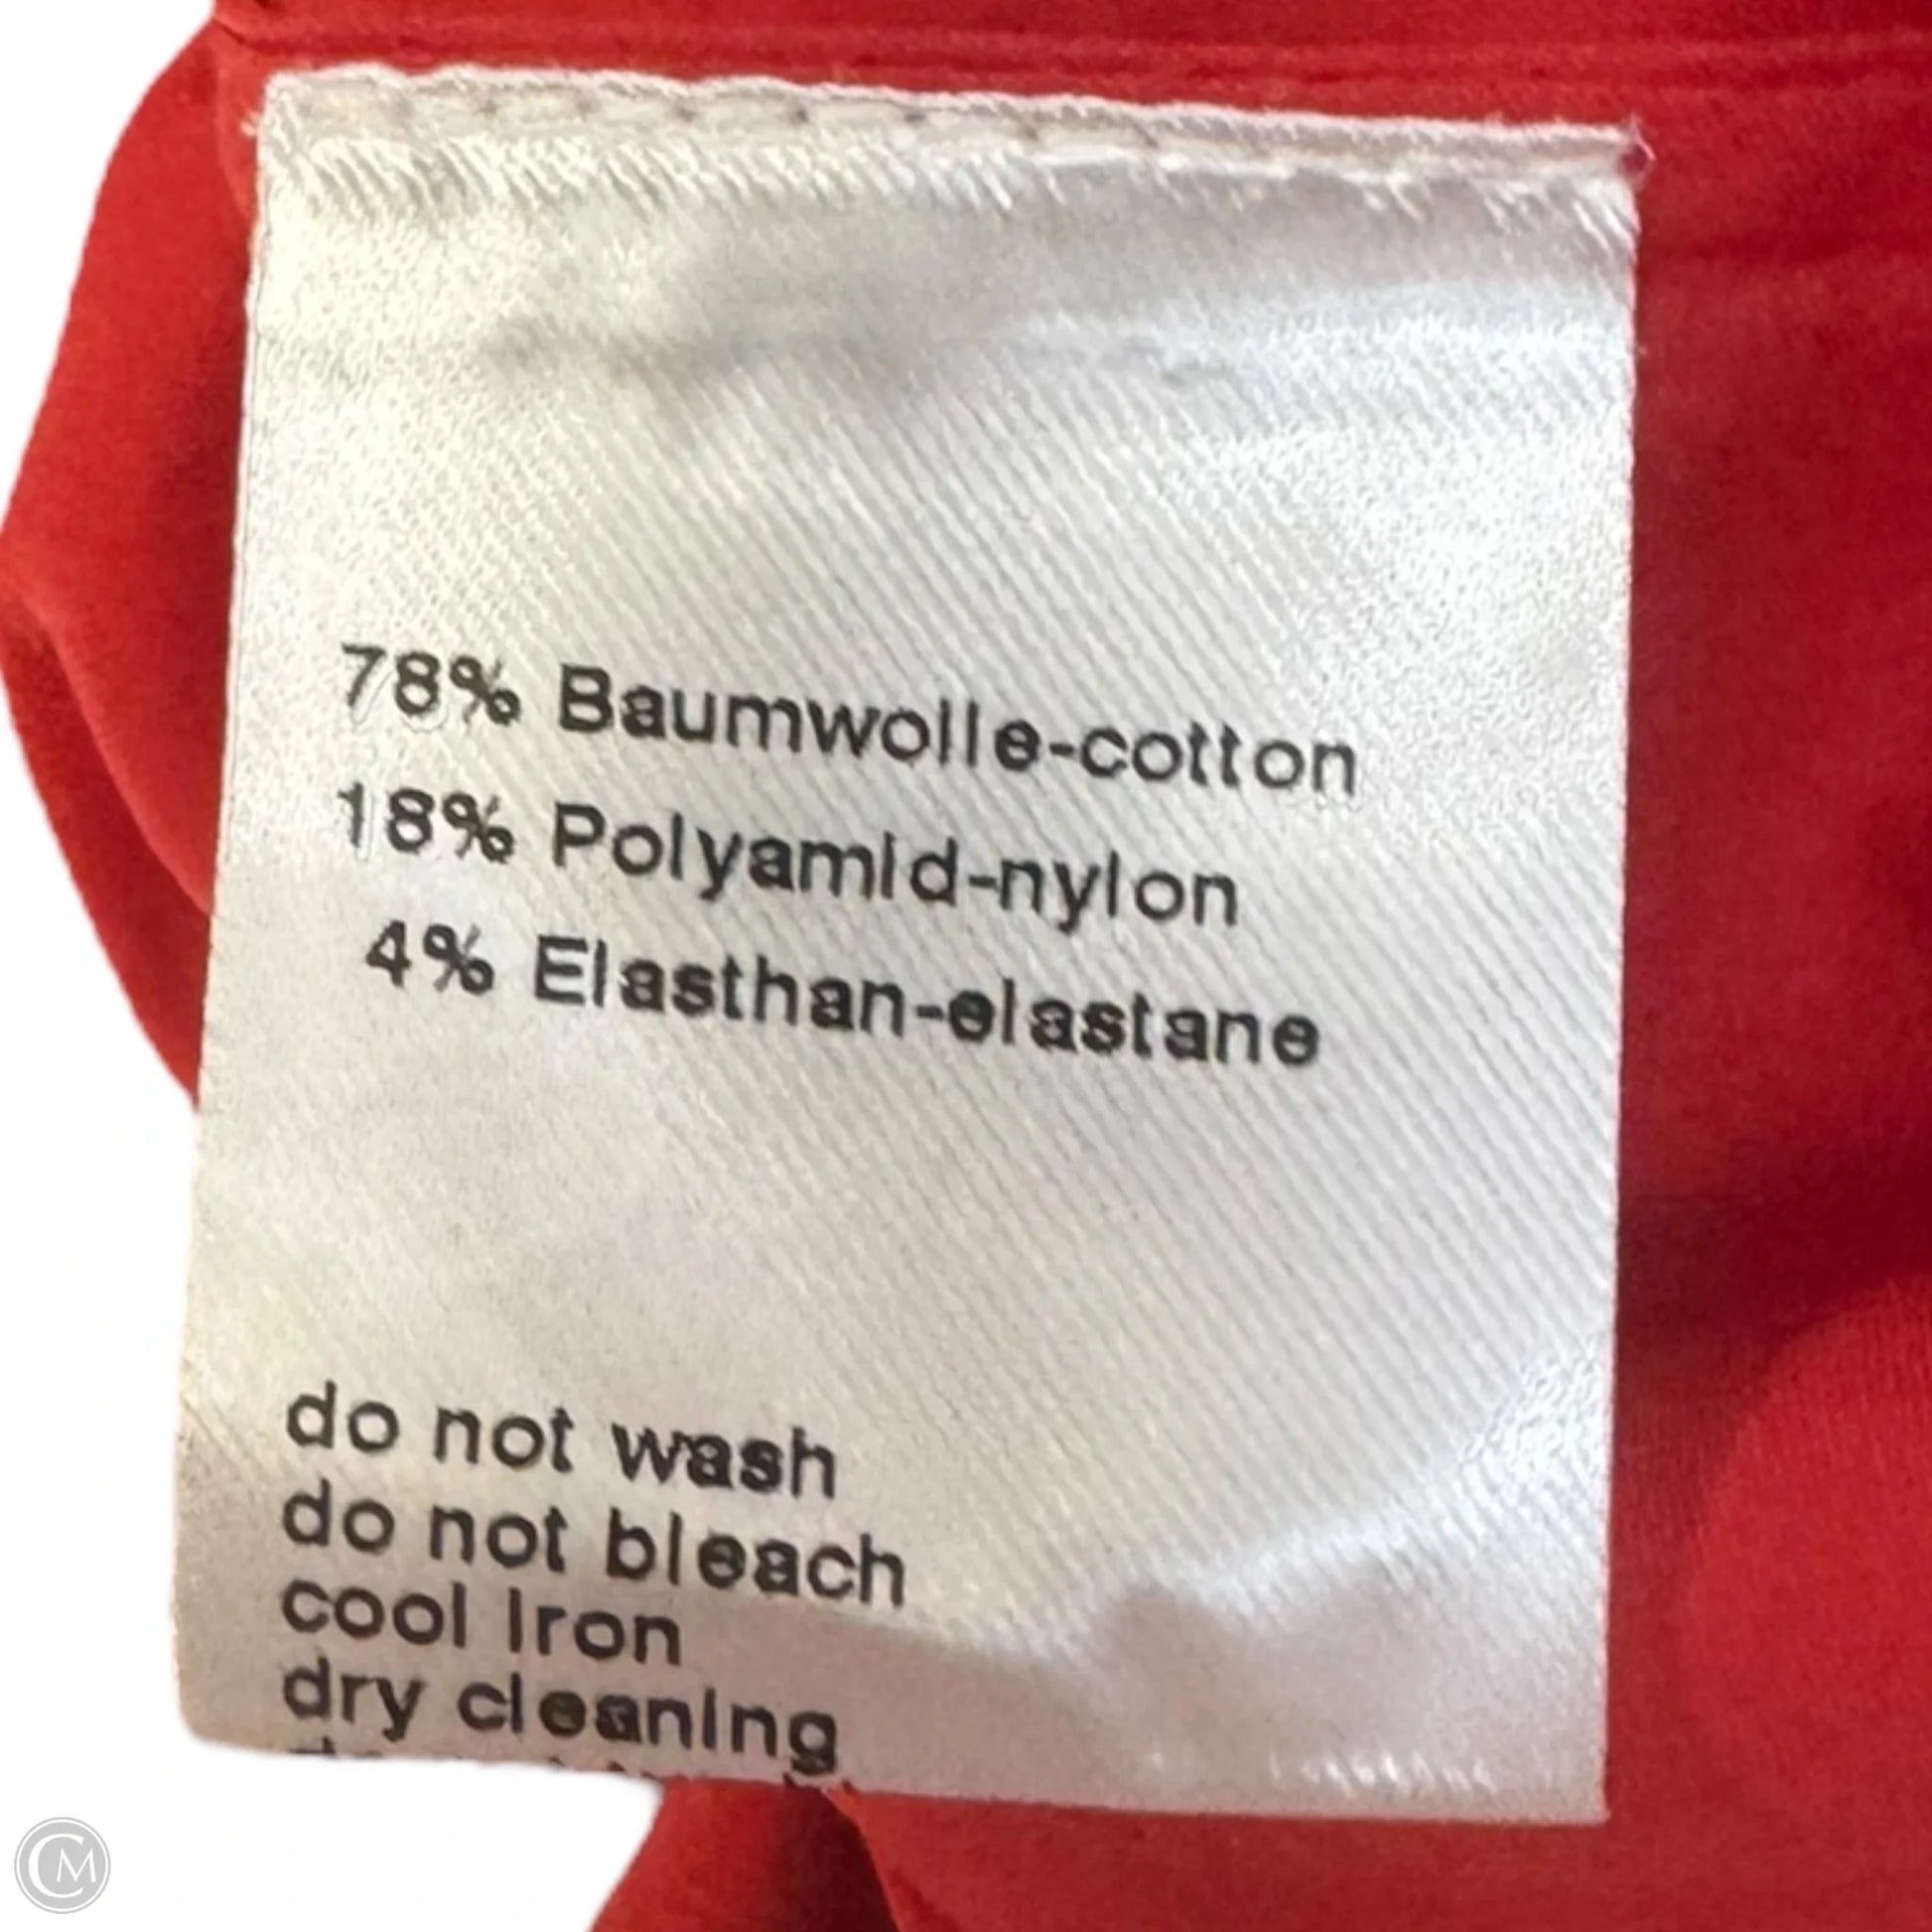 78% Baumwolle-cotton
18% Polyamid-nylon
4% Elasthan-elastane
do not wash
do not bleach
cool iron
dry cleaning
CM